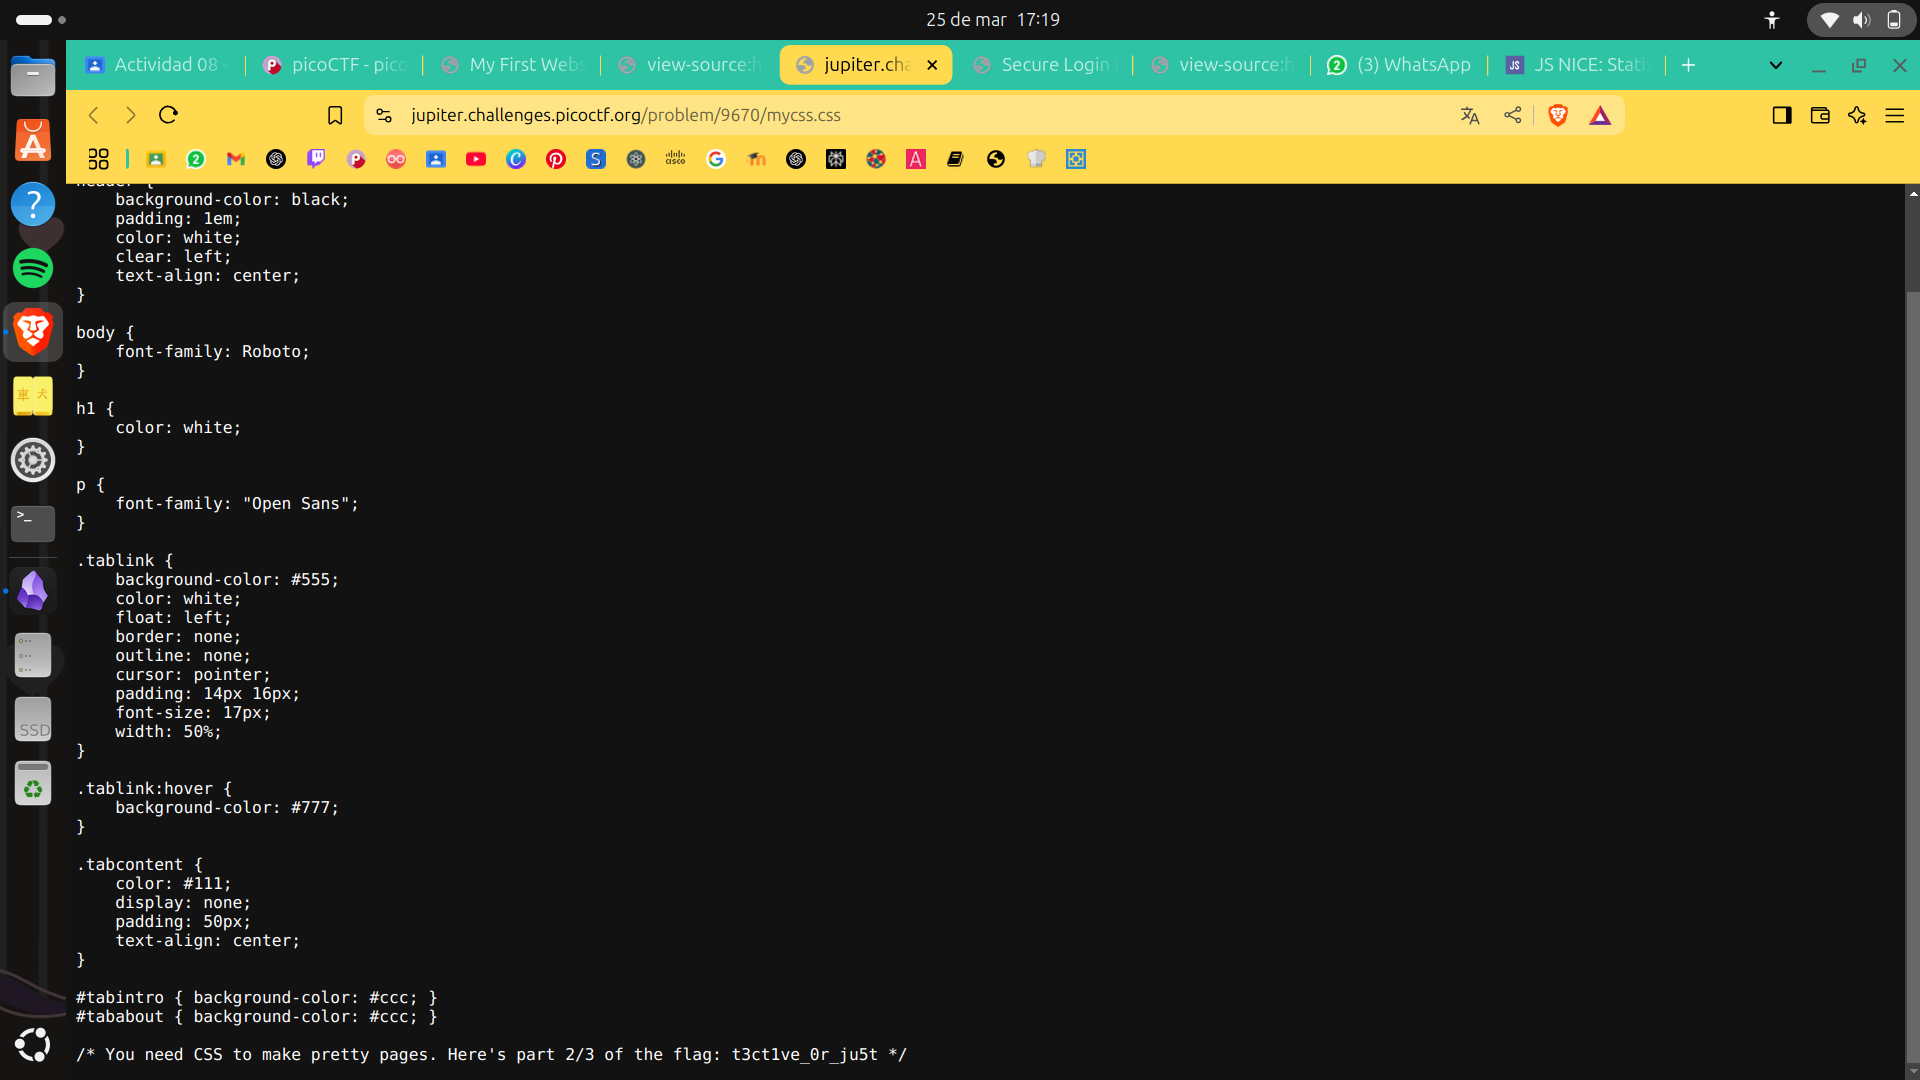 25 de mar 17:19
Actividad 08 -
picoCTF - pico
My First Webs
view-source:h
jupiter.cha
Secure Login
view-source:h
(3) WhatsApp
JS NICE: Stati
jupiter.challenges.picoctf.org/problem/9670/mycss.css
header {
    background-color: black;
    padding: 1em;
    color: white;
    clear: left;
    text-align: center;
}
body {
    font-family: Roboto;
}
h1 {
    color: white;
}
p {
    font-family: "Open Sans";
}
.tablink {
    background-color: #555;
    color: white;
    float: left;
    border: none;
    outline: none;
    cursor: pointer;
    padding: 14px 16px;
    font-size: 17px;
    width: 50%;
}
.tablink:hover {
    background-color: #777;
}
.tabcontent {
    color: #111;
    display: none;
    padding: 50px;
    text-align: center;
}
#tabintro { background-color: #ccc; }
#tababout { background-color: #ccc; }
/* You need CSS to make pretty pages. Here's part 2/3 of the flag: t3ct1ve_0r_ju5t */
SSD